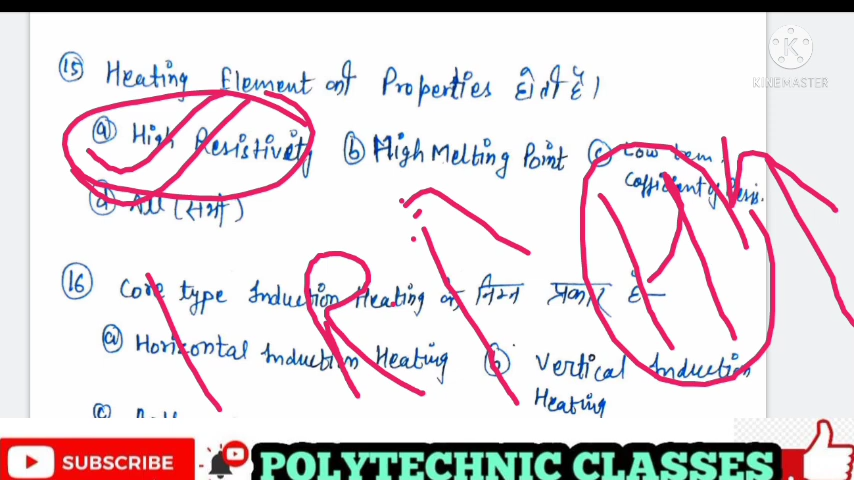 KINEMASTER
⑮ Heating Element की Properties होती हैं।
ⓐ High Resistivity ⓑ High Melting Point ⓒ Low tem.
Cofficient of Resis.
ⓓ All (सभी)
⑯ Core type Induction Heating के निम्न प्रकार है-
ⓐ Horizontal Induction Heating ⓑ Vertical Induction
Heating
ⓒ
SUBSCRIBE POLYTECHNIC CLASSES